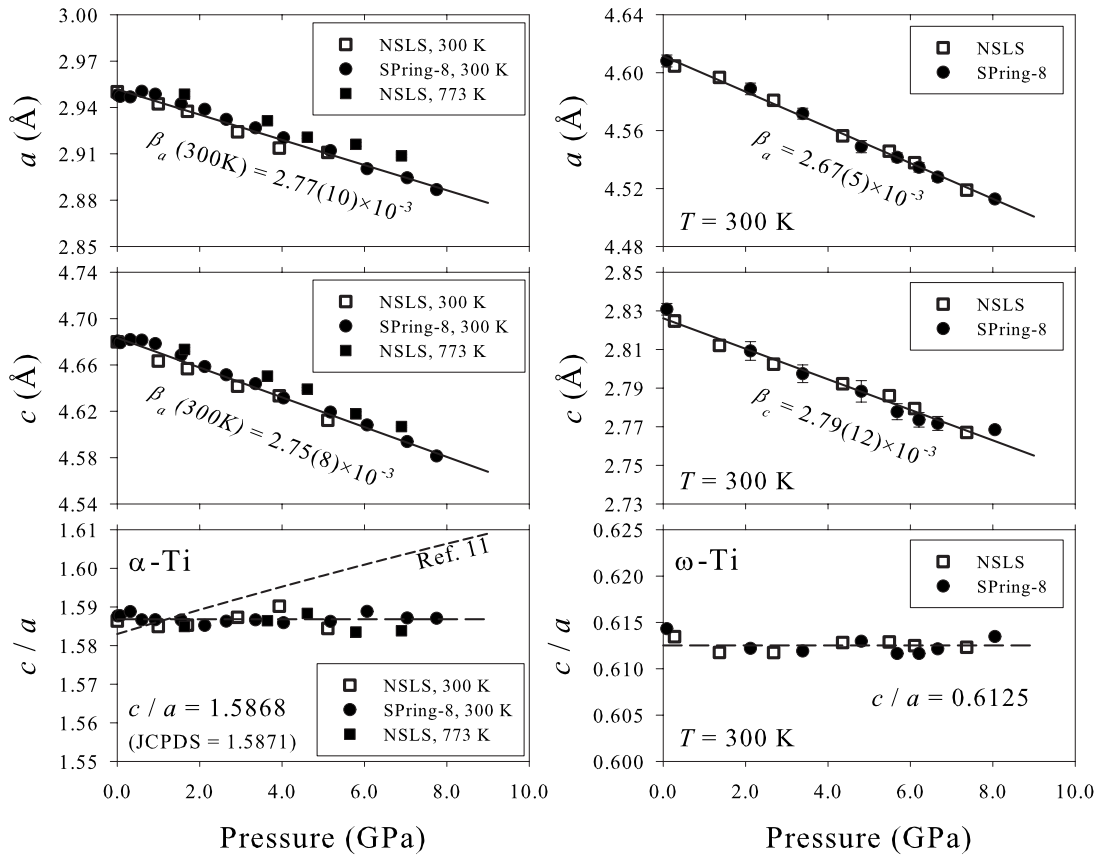 3.00
2.97
2.94
2.91
2.88
2.85
a (Å)
NSLS, 300 K
SPring-8, 300 K
NSLS, 773 K
βa (300K) = 2.77(10)×10-3
4.64
4.60
4.56
4.52
4.48
a (Å)
NSLS
SPring-8
βa = 2.67(5)×10-3
T = 300 K
4.74
4.70
4.66
4.62
4.58
4.54
c (Å)
NSLS, 300 K
SPring-8, 300 K
NSLS, 773 K
βa (300K) = 2.75(8)×10-3
2.85
2.83
2.81
2.79
2.77
2.75
2.73
c (Å)
NSLS
SPring-8
βc = 2.79(12)×10-3
T = 300 K
1.61
1.60
1.59
1.58
1.57
1.56
1.55
c / a
α-Ti
Ref. 11
NSLS, 300 K
SPring-8, 300 K
NSLS, 773 K
c / a = 1.5868
(JCPDS = 1.5871)
0.0 2.0 4.0 6.0 8.0 10.0
Pressure (GPa)
0.625
0.620
0.615
0.610
0.605
0.600
c / a
ω-Ti
NSLS
SPring-8
c / a = 0.6125
T = 300 K
0.0 2.0 4.0 6.0 8.0 10.0
Pressure (GPa)